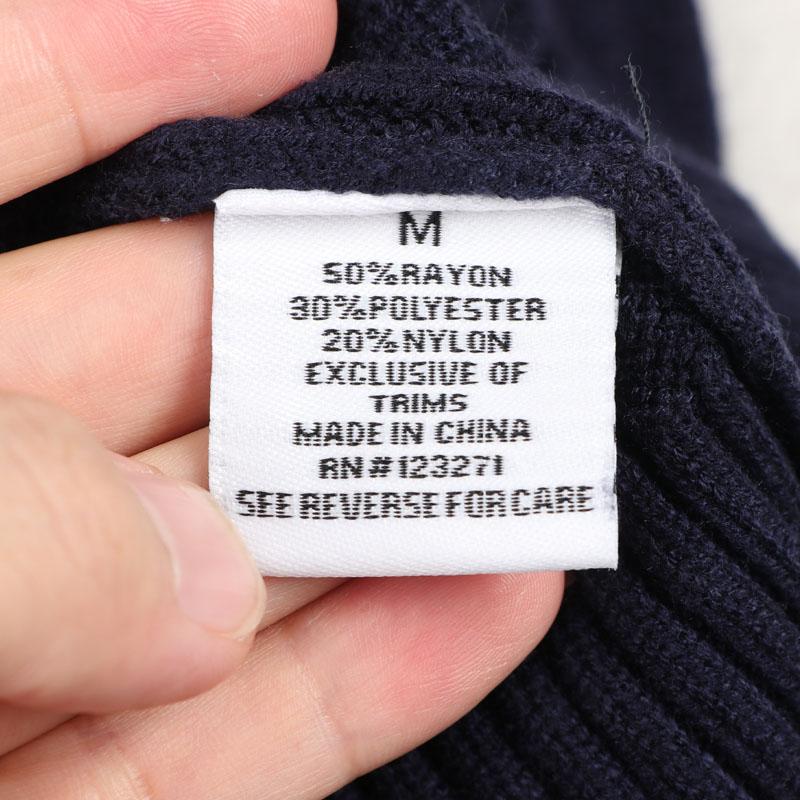 M
50%RAYON
30%POLYESTER
20%NYLON
EXCLUSIVE OF
TRIMS
MADE IN CHINA
RN#123271
SEE REVERSE FOR CARE